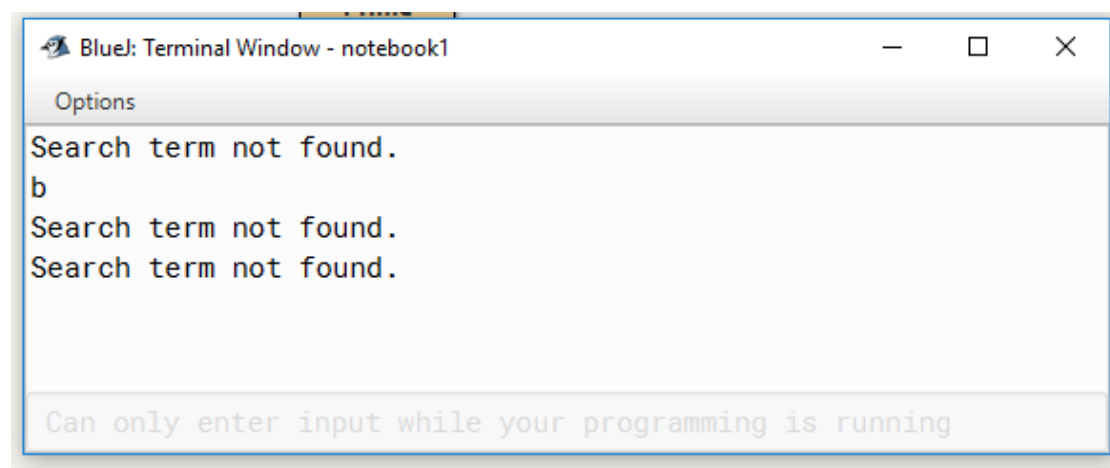 BlueJ: Terminal Window - notebook1
Options
Search term not found.
b
Search term not found.
Search term not found.
Can only enter input while your programming is running